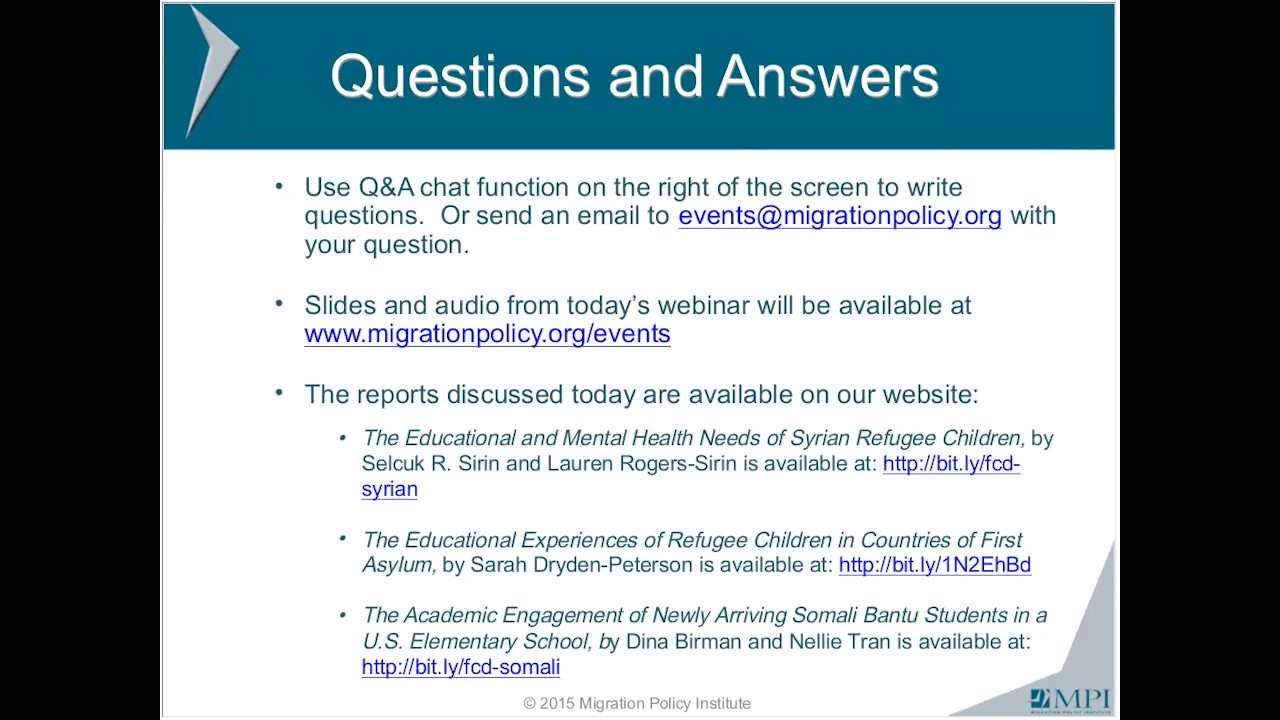 Questions and Answers
• Use Q&A chat function on the right of the screen to write
questions.  Or send an email to events@migrationpolicy.org with
your question.
• Slides and audio from today’s webinar will be available at
www.migrationpolicy.org/events
• The reports discussed today are available on our website:
• The Educational and Mental Health Needs of Syrian Refugee Children, by
Selcuk R. Sirin and Lauren Rogers-Sirin is available at: http://bit.ly/fcd-
syrian
• The Educational Experiences of Refugee Children in Countries of First
Asylum, by Sarah Dryden-Peterson is available at: http://bit.ly/1N2EhBd
• The Academic Engagement of Newly Arriving Somali Bantu Students in a
U.S. Elementary School, by Dina Birman and Nellie Tran is available at:
http://bit.ly/fcd-somali
© 2015 Migration Policy Institute
MPI
MIGRATION POLICY INSTITUTE